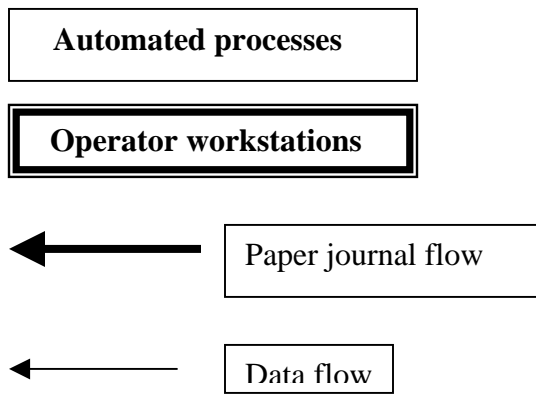 Automated processes
Operator workstations
Paper journal flow
Data flow